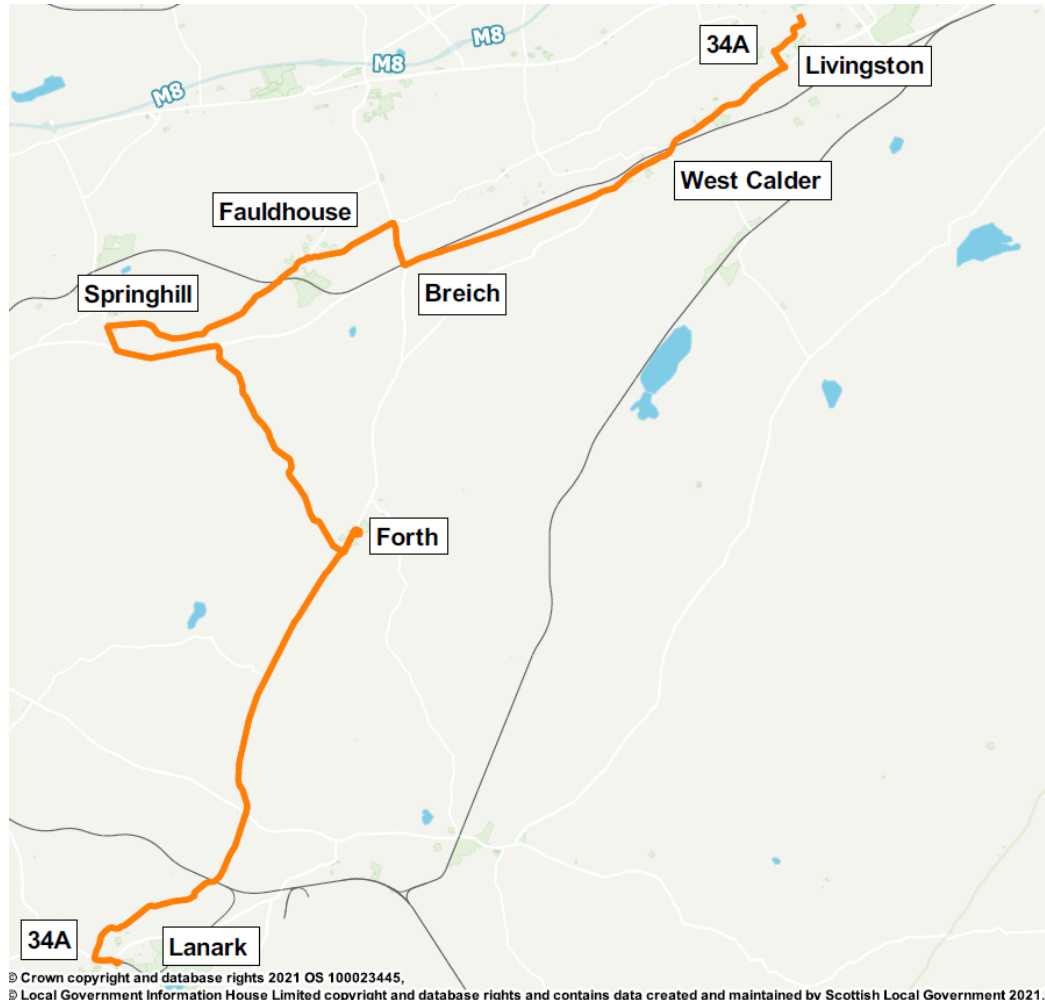 M8
M8
M8
34A
Livingston
West Calder
Fauldhouse
Breich
Springhill
Forth
34A
Lanark
© Crown copyright and database rights 2021 OS 100023445,
© Local Government Information House Limited copyright and database rights and contains data created and maintained by Scottish Local Government 2021.